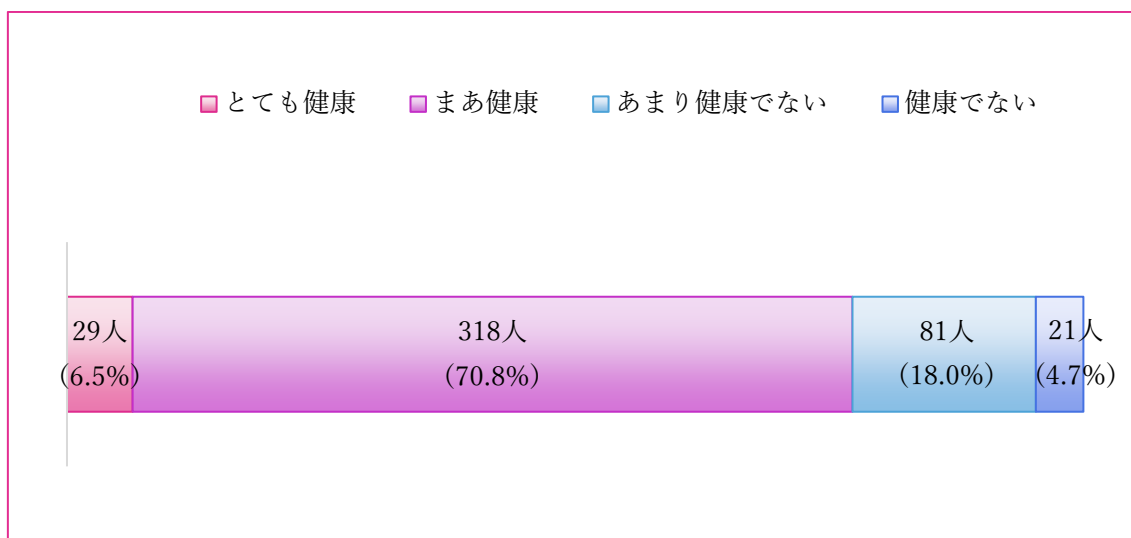 とても健康 まあ健康 あまり健康でない 健康でない
29人 318人 81人 21人
(6.5%) (70.8%) (18.0%) (4.7%)